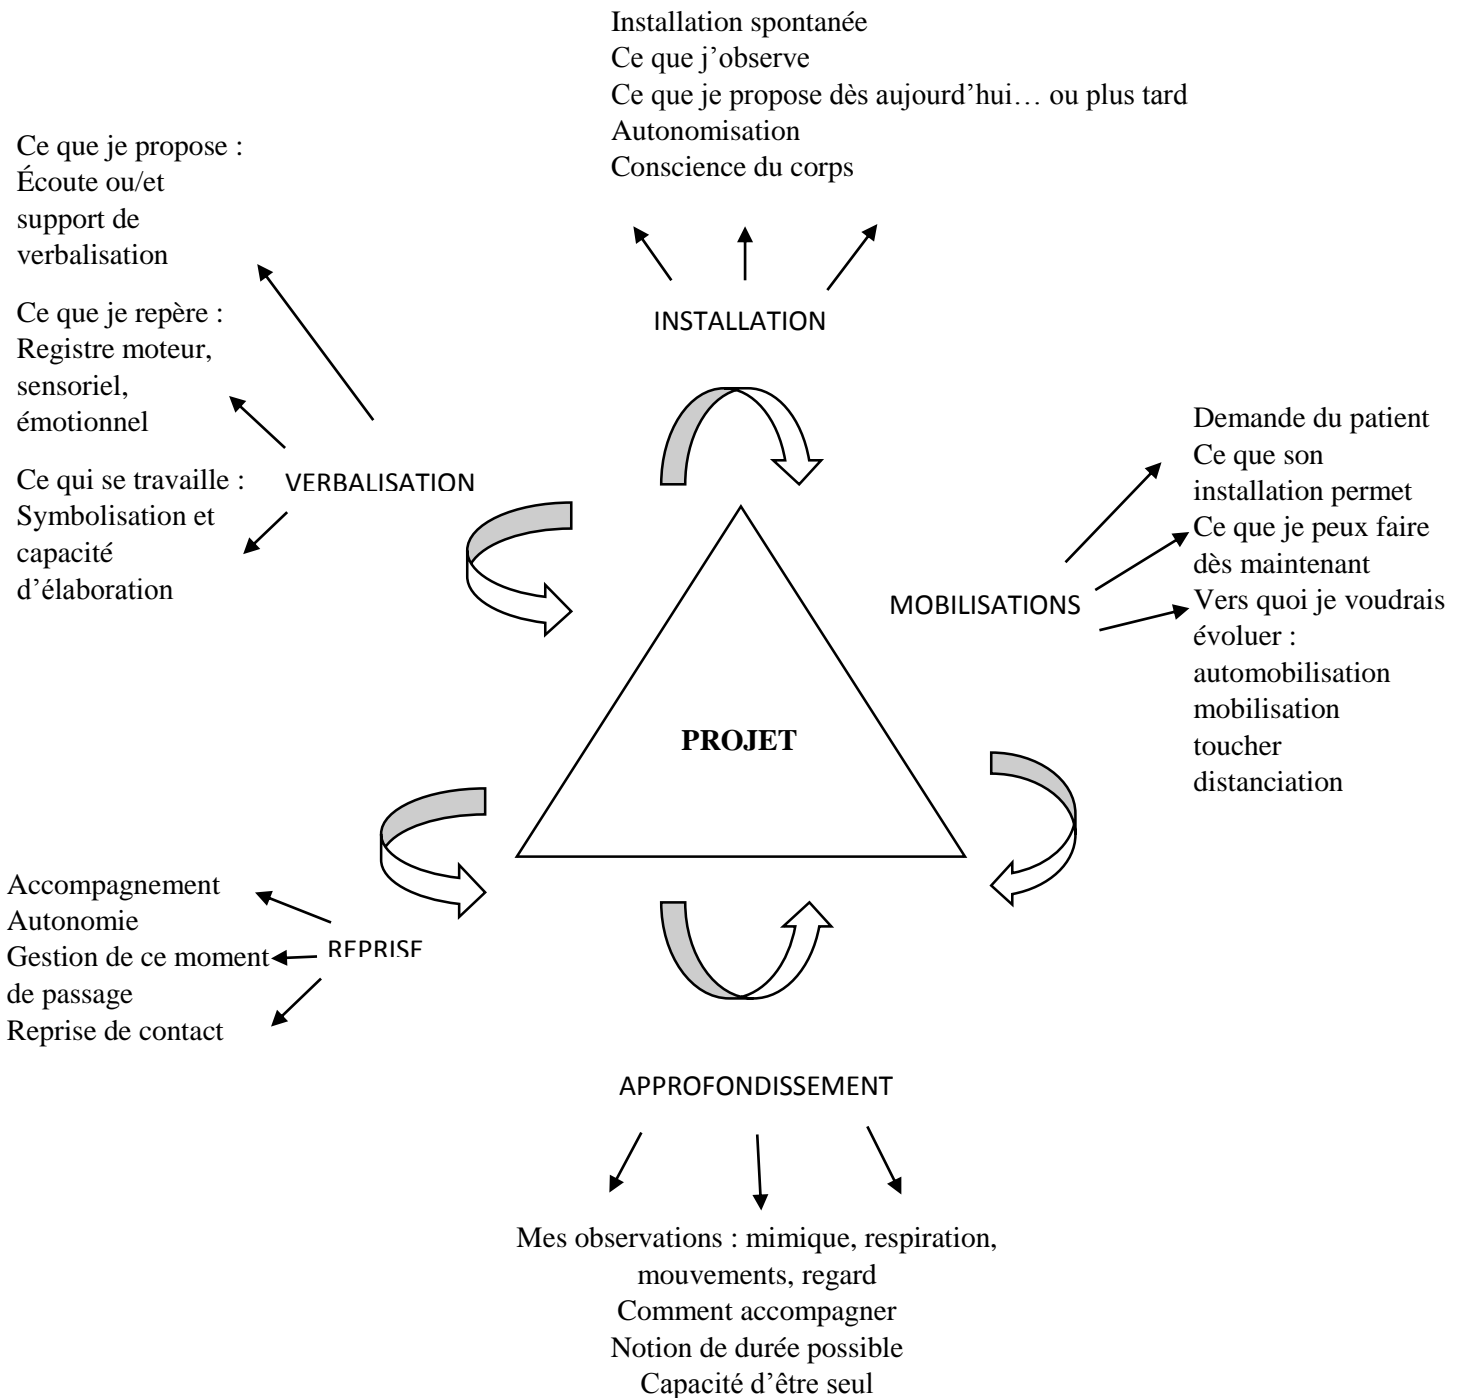 Installation spontanée
Ce que j’observe
Ce que je propose dès aujourd’hui… ou plus tard
Autonomisation
Conscience du corps
INSTALLATION
Ce que je propose :
Écoute ou/et
support de
verbalisation
Ce que je repère :
Registre moteur,
sensoriel,
émotionnel
Ce qui se travaille :
Symbolisation et
capacité
d’élaboration
VERBALISATION
Demande du patient
Ce que son
installation permet
Ce que je peux faire
dès maintenant
Vers quoi je voudrais
évoluer :
automobilisation
mobilisation
toucher
distanciation
MOBILISATIONS
PROJET
Accompagnement
Autonomie
Gestion de ce moment
de passage
Reprise de contact
REPRISE
APPROFONDISSEMENT
Mes observations : mimique, respiration,
mouvements, regard
Comment accompagner
Notion de durée possible
Capacité d’être seul